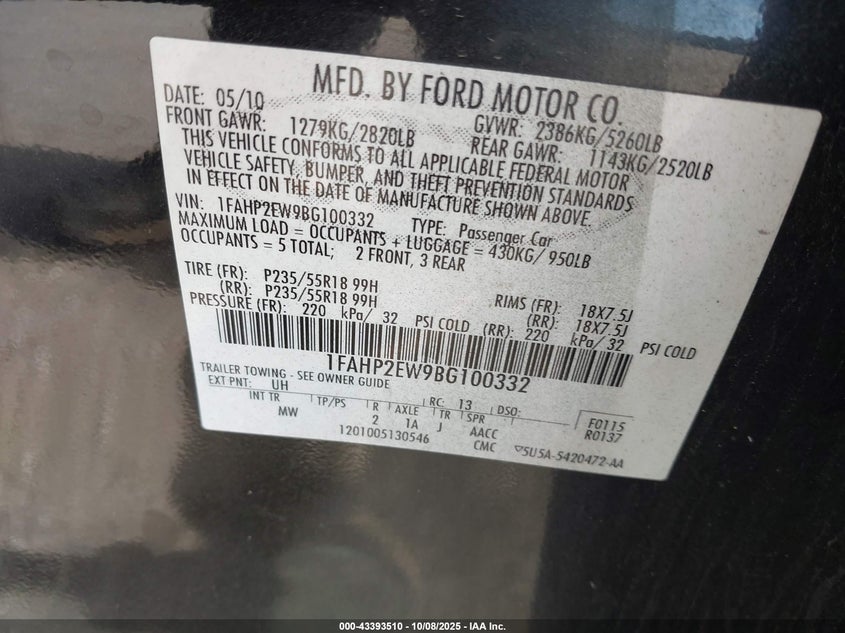 MFD. BY FORD MOTOR CO.
DATE: 05/10 GVWR: 2386KG/5260LB
FRONT GAWR: 1279KG/2820LB REAR GAWR: 1143KG/2520LB
THIS VEHICLE CONFORMS TO ALL APPLICABLE FEDERAL MOTOR
VEHICLE SAFETY, BUMPER, AND THEFT PREVENTION STANDARDS
IN EFFECT ON THE DATE OF MANUFACTURE SHOWN ABOVE.
VIN: 1FAHP2EW9BG100332 TYPE: Passenger Car
MAXIMUM LOAD = OCCUPANTS + LUGGAGE = 430KG/ 950LB
OCCUPANTS = 5 TOTAL; 2 FRONT, 3 REAR
TIRE (FR): P235/55R18 99H RIMS (FR): 18X7.5J
(RR): P235/55R18 99H (RR): 18X7.5J
PRESSURE (FR): 220 kPa/ 32 PSI COLD (RR): 220 kPa/ 32 PSI COLD
1FAHP2EW9BG100332
TRAILER TOWING - SEE OWNER GUIDE
EXT PNT: UH RC: 13 DSO: F0115
INT TR TP/PS R AXLE TR SPR R0137
MW 2 1A J AACC
1201005130546 CMC 5U5A-5420472-AA
000-43393510 - 10/08/2025 - IAA Inc.